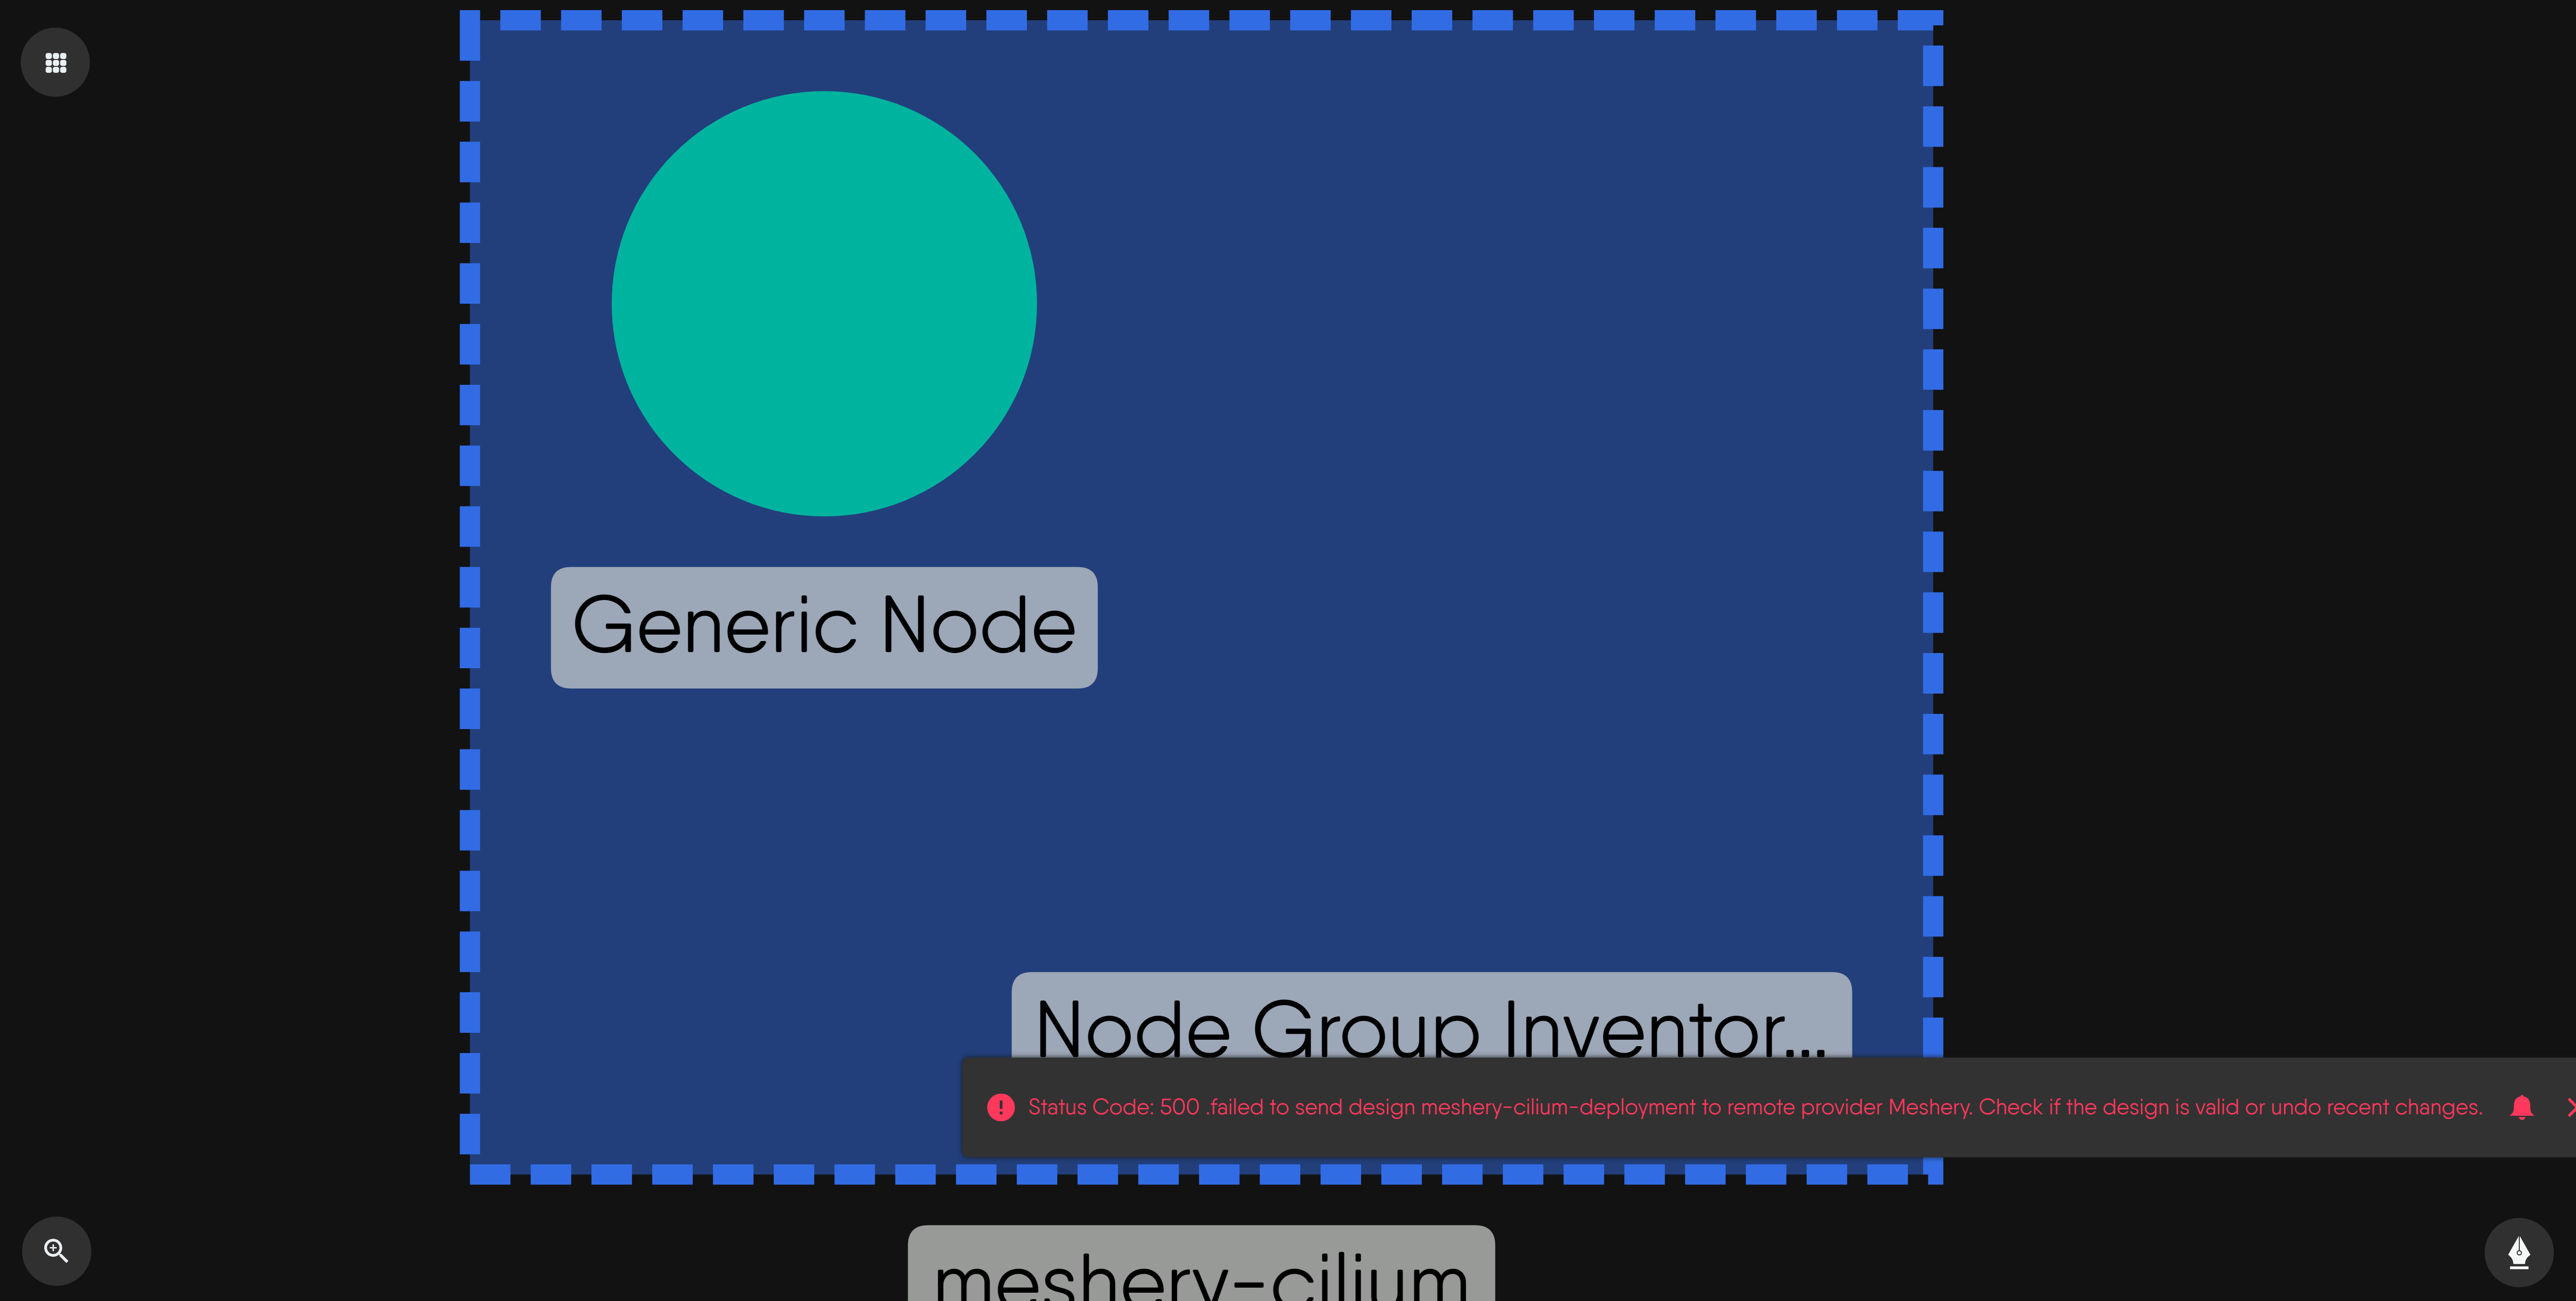 Generic Node
Node Group Inventor...
Status Code: 500 .failed to send design meshery-cilium-deployment to remote provider Meshery. Check if the design is valid or undo recent changes.
meshery-cilium